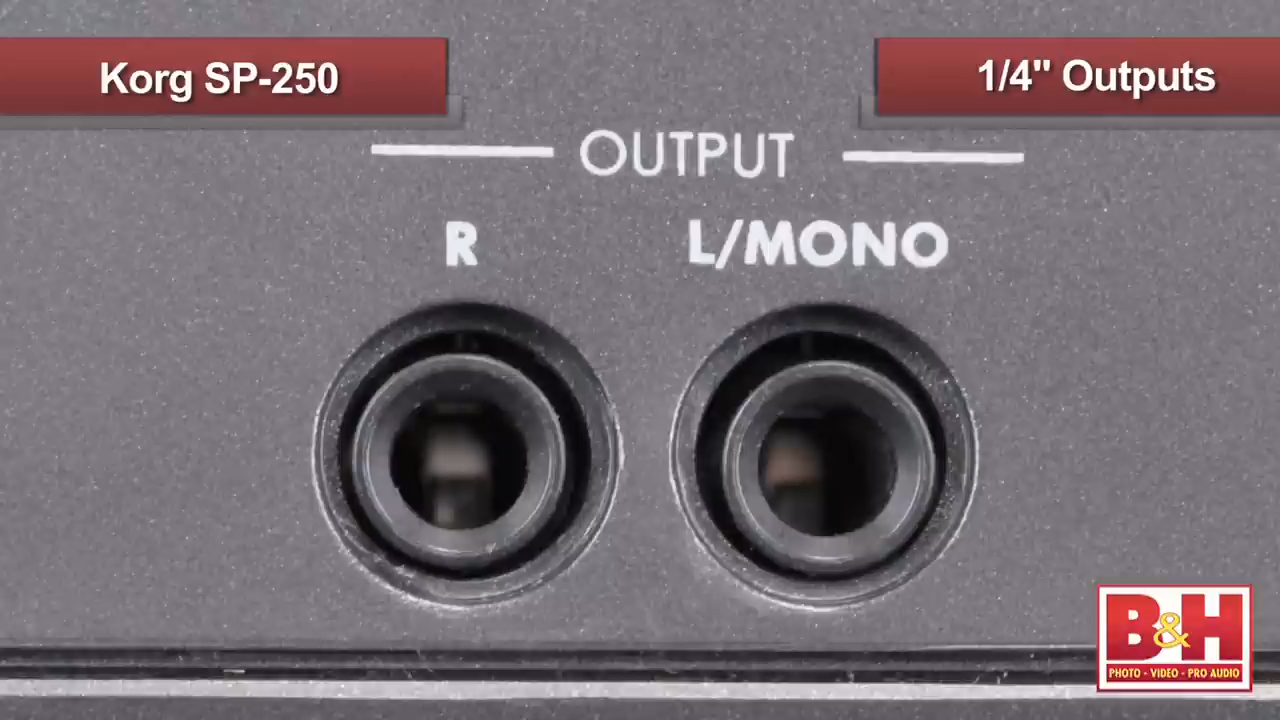 Korg SP-250
1/4" Outputs
OUTPUT
R
L/MONO
B&H
PHOTO - VIDEO - PRO AUDIO